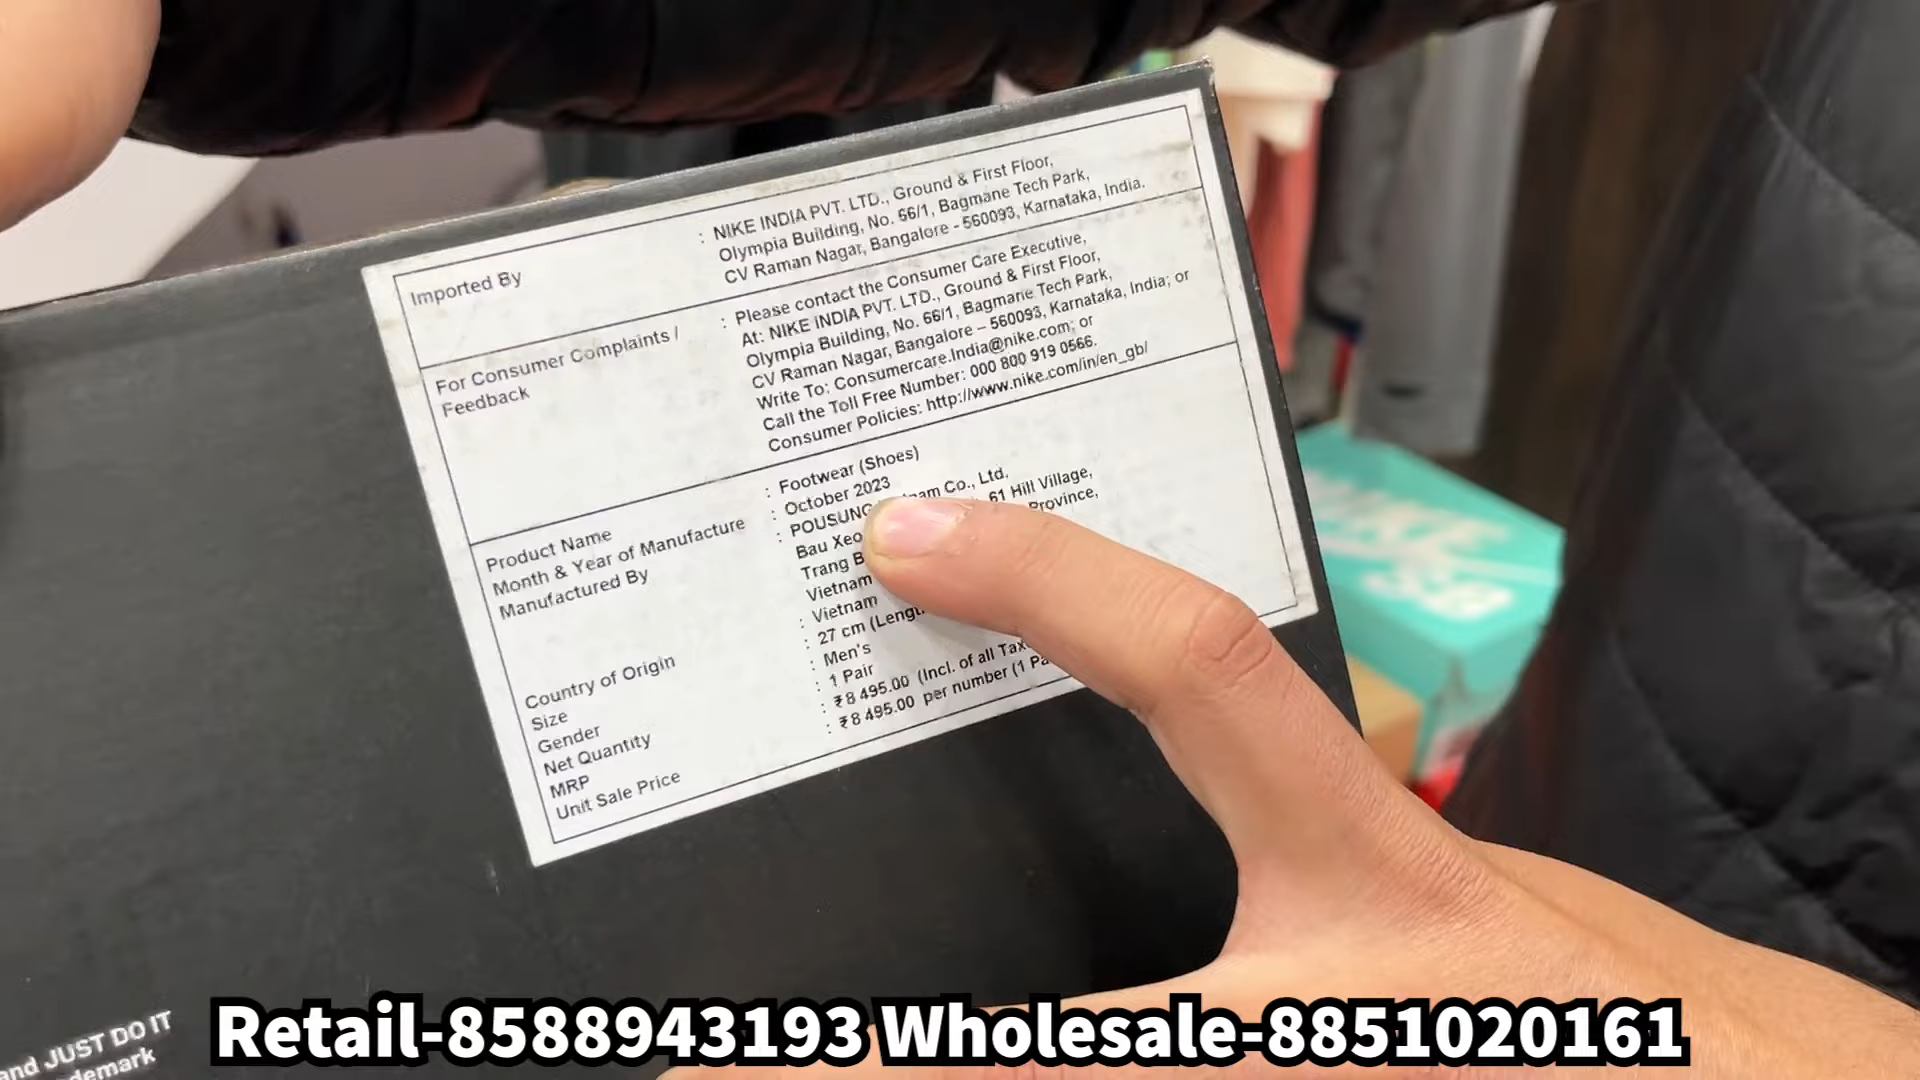 Imported By
: NIKE INDIA PVT. LTD., Ground & First Floor,
Olympia Building, No. 66/1, Bagmane Tech Park,
CV Raman Nagar, Bangalore - 560093, Karnataka, India.
For Consumer Complaints /
Feedback
: Please contact the Consumer Care Executive,
At: NIKE INDIA PVT. LTD., Ground & First Floor,
Olympia Building, No. 66/1, Bagmane Tech Park,
CV Raman Nagar, Bangalore – 560093, Karnataka, India; or
Write To: Consumercare.India@nike.com; or
Call the Toll Free Number: 000 800 919 0566.
Consumer Policies: http://www.nike.com/in/en_gb/
Product Name : Footwear (Shoes)
Month & Year of Manufacture : October 2023
Manufactured By : POUSUNG Co., Ltd.
Bau Xeo 61 Hill Village,
Trang Province,
Vietnam
Country of Origin : Vietnam
Size : 27 cm
Gender : Men's
Net Quantity : 1 Pair
MRP : ₹8 495.00 (Incl. of all
Unit Sale Price : ₹8 495.00 per number (1
and JUST DO IT
NIKE
Retail-8588943193 Wholesale-8851020161